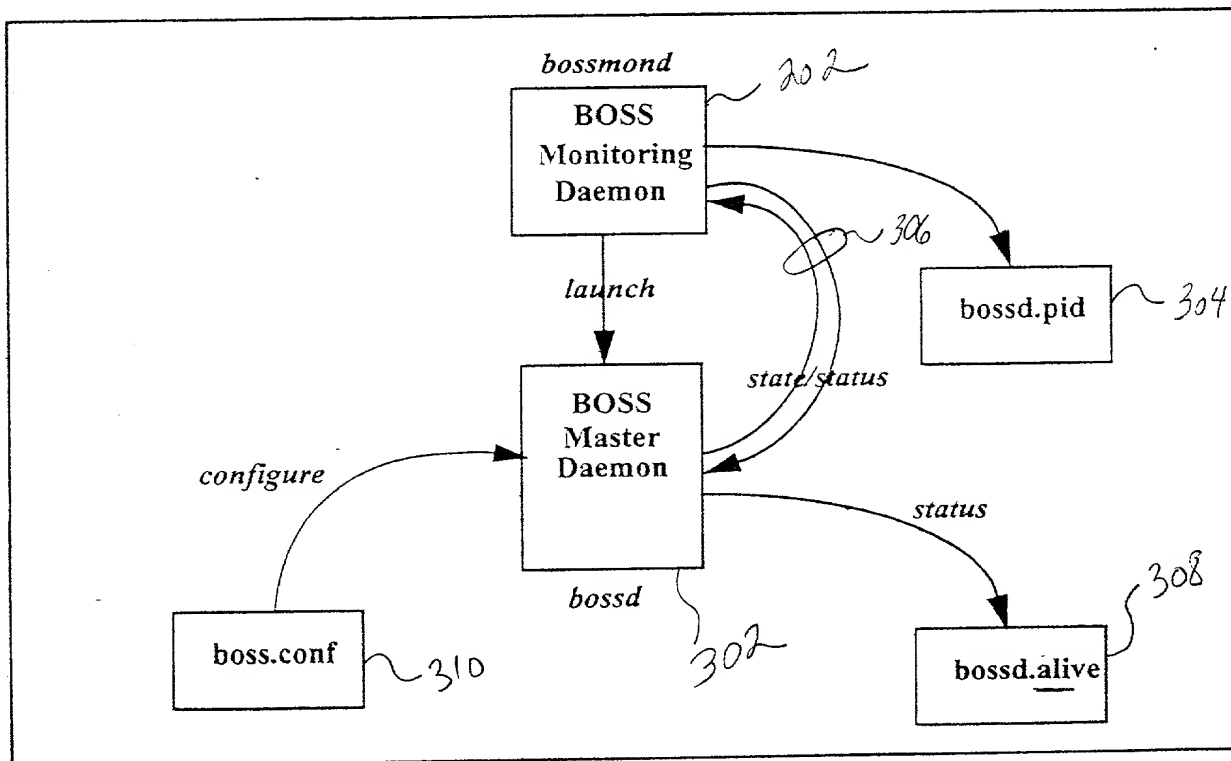 bossmond
202
BOSS
Monitoring
Daemon
306
launch
bossd.pid
304
state/status
BOSS
Master
Daemon
configure
status
bossd
302
308
boss.conf
310
bossd.alive